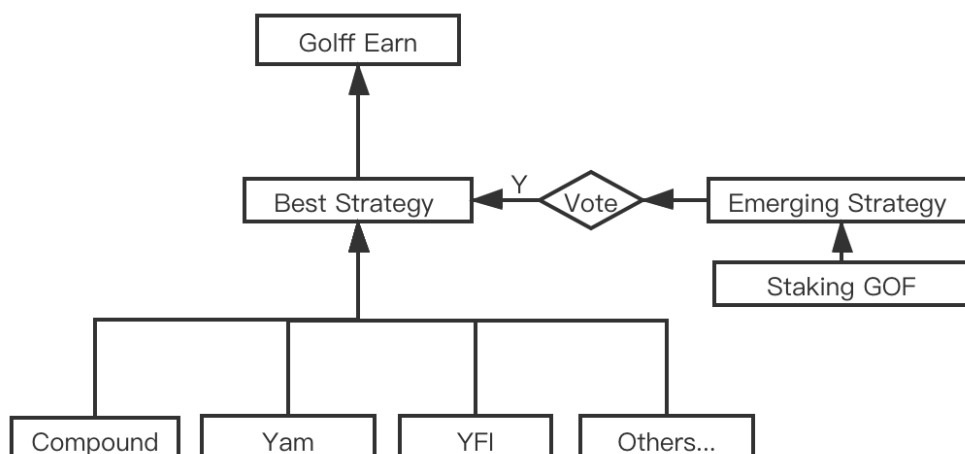 Golff Earn
Best Strategy
Y
Vote
Emerging Strategy
Staking GOF
Compound
Yam
YFI
Others...